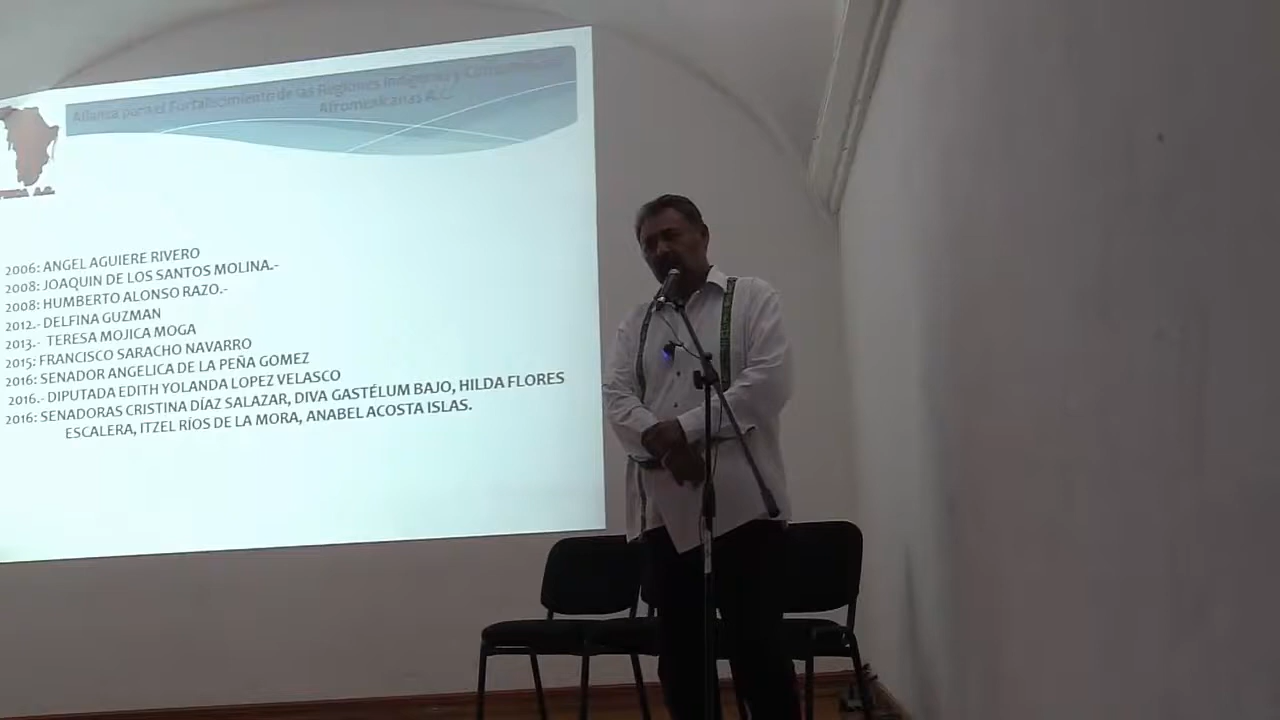 Alianza para el Fortalecimiento de las Regiones Indígenas y Comunidades
Afromexicanas A.C.
2006: ANGEL AGUIERE RIVERO
2008: JOAQUIN DE LOS SANTOS MOLINA.-
2008: HUMBERTO ALONSO RAZO.-
2012.- DELFINA GUZMAN
2013.- TERESA MOJICA MOGA
2015: FRANCISCO SARACHO NAVARRO
2016: SENADOR ANGELICA DE LA PEÑA GOMEZ
2016.- DIPUTADA EDITH YOLANDA LOPEZ VELASCO
2016: SENADORAS CRISTINA DÍAZ SALAZAR, DIVA GASTÉLUM BAJO, HILDA FLORES
ESCALERA, ITZEL RÍOS DE LA MORA, ANABEL ACOSTA ISLAS.